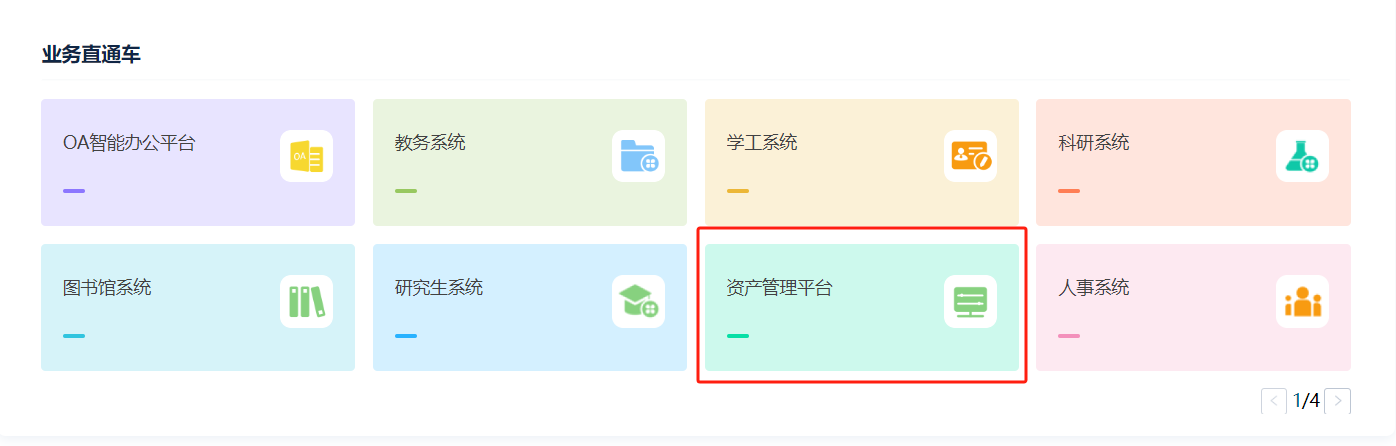 业务直通车
OA智能办公平台
OA
教务系统
学工系统
科研系统
图书馆系统
研究生系统
资产管理平台
人事系统
< 1/4 >